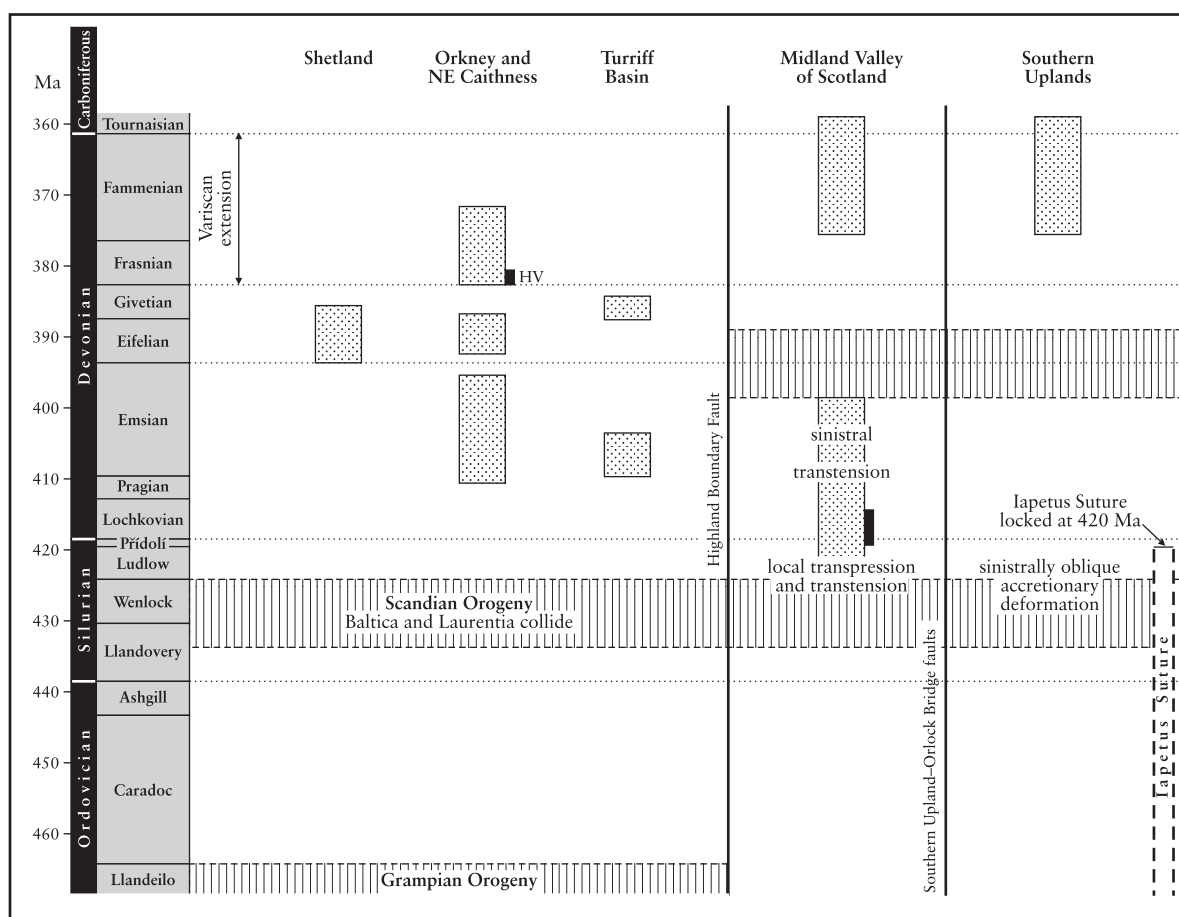 Shetland
Orkney and
NE Caithness
Turriff
Basin
Midland Valley
of Scotland
Southern
Uplands
Ma
360
370
380
390
400
410
420
430
440
450
460
Carboniferous
Devonian
Silurian
Ordovician
Tournaisian
Fammenian
Frasnian
Givetian
Eifelian
Emsian
Pragian
Lochkovian
Přídolí
Ludlow
Wenlock
Llandovery
Ashgill
Caradoc
Llandeilo
Variscan
extension
HV
Highland Boundary Fault
sinistral
transtension
local transpression
and transtension
Southern Upland–Orlock Bridge faults
Iapetus Suture
locked at 420 Ma
sinistrally oblique
accretionary
deformation
Iapetus Suture
Scandian Orogeny
Baltica and Laurentia collide
Grampian Orogeny